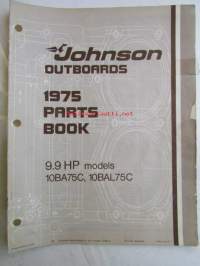 Johnson
OUTBOARDS
1975
PARTS
BOOK
9.9 HP models
10BA75C, 10BAL75C